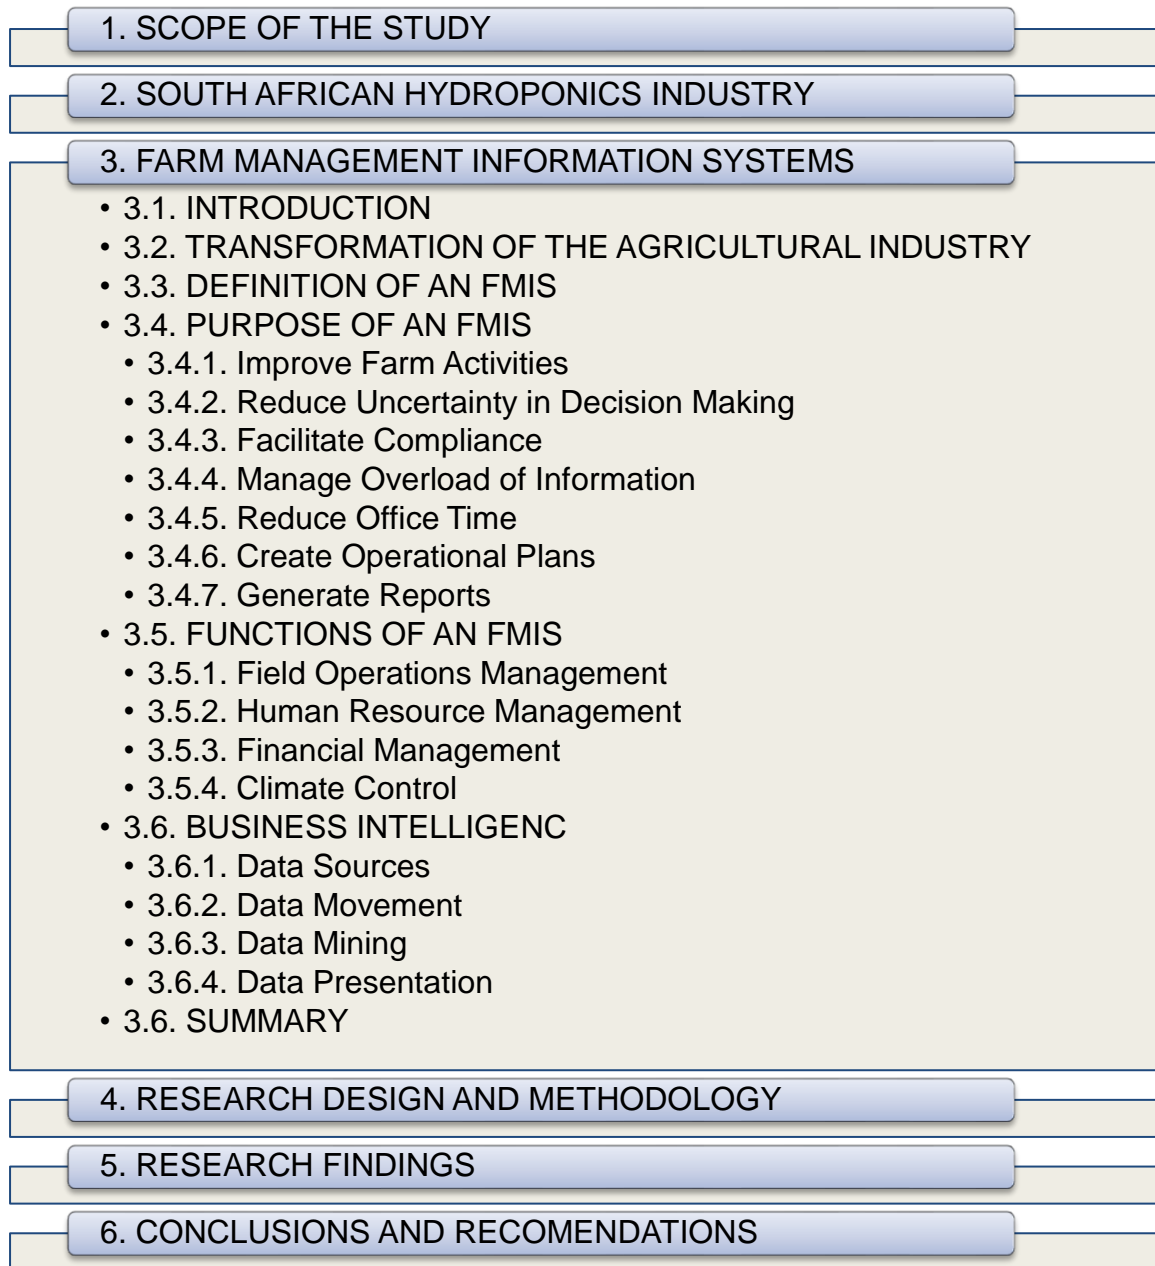 1. SCOPE OF THE STUDY
2. SOUTH AFRICAN HYDROPONICS INDUSTRY
3. FARM MANAGEMENT INFORMATION SYSTEMS
• 3.1. INTRODUCTION
• 3.2. TRANSFORMATION OF THE AGRICULTURAL INDUSTRY
• 3.3. DEFINITION OF AN FMIS
• 3.4. PURPOSE OF AN FMIS
• 3.4.1. Improve Farm Activities
• 3.4.2. Reduce Uncertainty in Decision Making
• 3.4.3. Facilitate Compliance
• 3.4.4. Manage Overload of Information
• 3.4.5. Reduce Office Time
• 3.4.6. Create Operational Plans
• 3.4.7. Generate Reports
• 3.5. FUNCTIONS OF AN FMIS
• 3.5.1. Field Operations Management
• 3.5.2. Human Resource Management
• 3.5.3. Financial Management
• 3.5.4. Climate Control
• 3.6. BUSINESS INTELLIGENC
• 3.6.1. Data Sources
• 3.6.2. Data Movement
• 3.6.3. Data Mining
• 3.6.4. Data Presentation
• 3.6. SUMMARY
4. RESEARCH DESIGN AND METHODOLOGY
5. RESEARCH FINDINGS
6. CONCLUSIONS AND RECOMENDATIONS